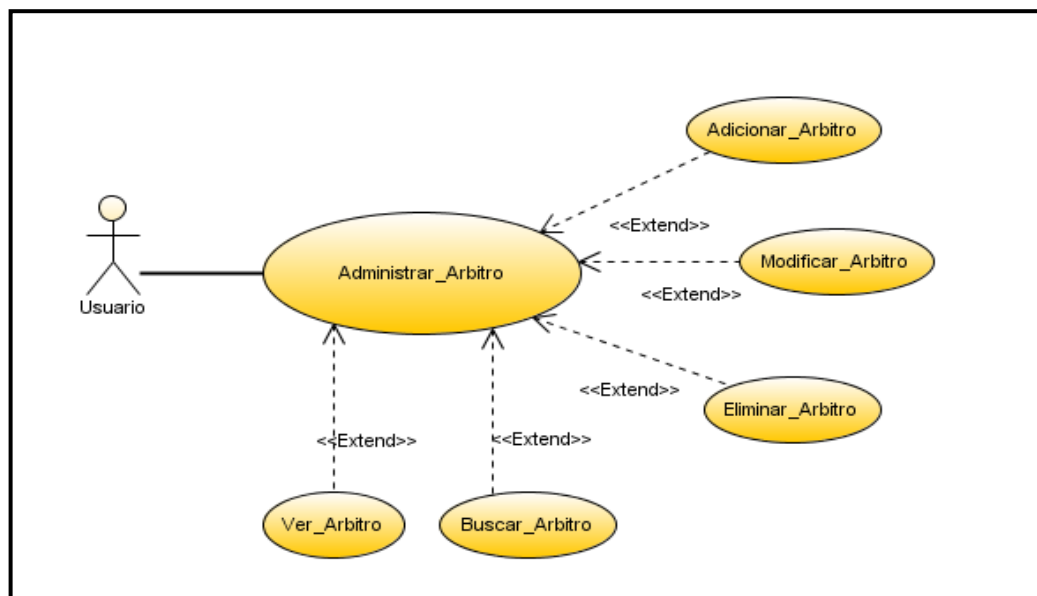 Adicionar_Arbitro
<<Extend>>
Usuario
Administrar_Arbitro
Modificar_Arbitro
<<Extend>>
<<Extend>>
Eliminar_Arbitro
<<Extend>>
<<Extend>>
Ver_Arbitro
Buscar_Arbitro